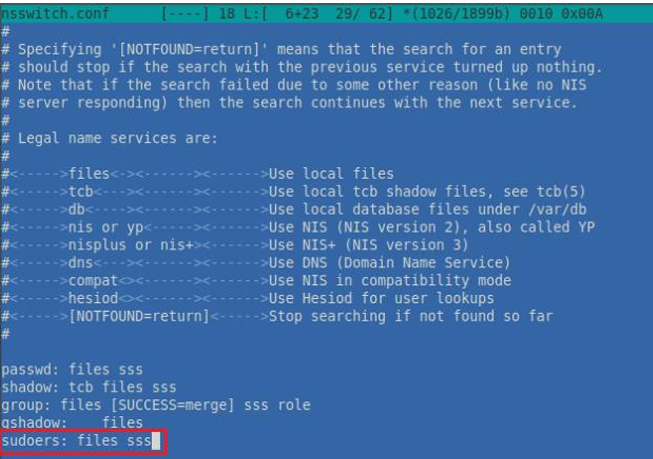 nsswitch.conf [----] 18 L:[ 6+23 29/ 62] *(1026/1899b) 0010 0x00A
#
# Specifying '[NOTFOUND=return]' means that the search for an entry
# should stop if the search with the previous service turned up nothing.
# Note that if the search failed due to some other reason (like no NIS
# server responding) then the search continues with the next service.
#
# Legal name services are:
#
#<----->files<-><------><------>Use local files
#<----->tcb<---><------><------>Use local tcb shadow files, see tcb(5)
#<----->db<----><------><------>Use local database files under /var/db
#<----->nis or yp<------><------>Use NIS (NIS version 2), also called YP
#<----->nisplus or nis+><------>Use NIS+ (NIS version 3)
#<----->dns<---><------><------>Use DNS (Domain Name Service)
#<----->compat<><------><------>Use NIS in compatibility mode
#<----->hesiod<><------><------>Use Hesiod for user lookups
#<----->[NOTFOUND=return]<----->Stop searching if not found so far
#
passwd: files sss
shadow: tcb files sss
group: files [SUCCESS=merge] sss role
gshadow: files
sudoers: files sss